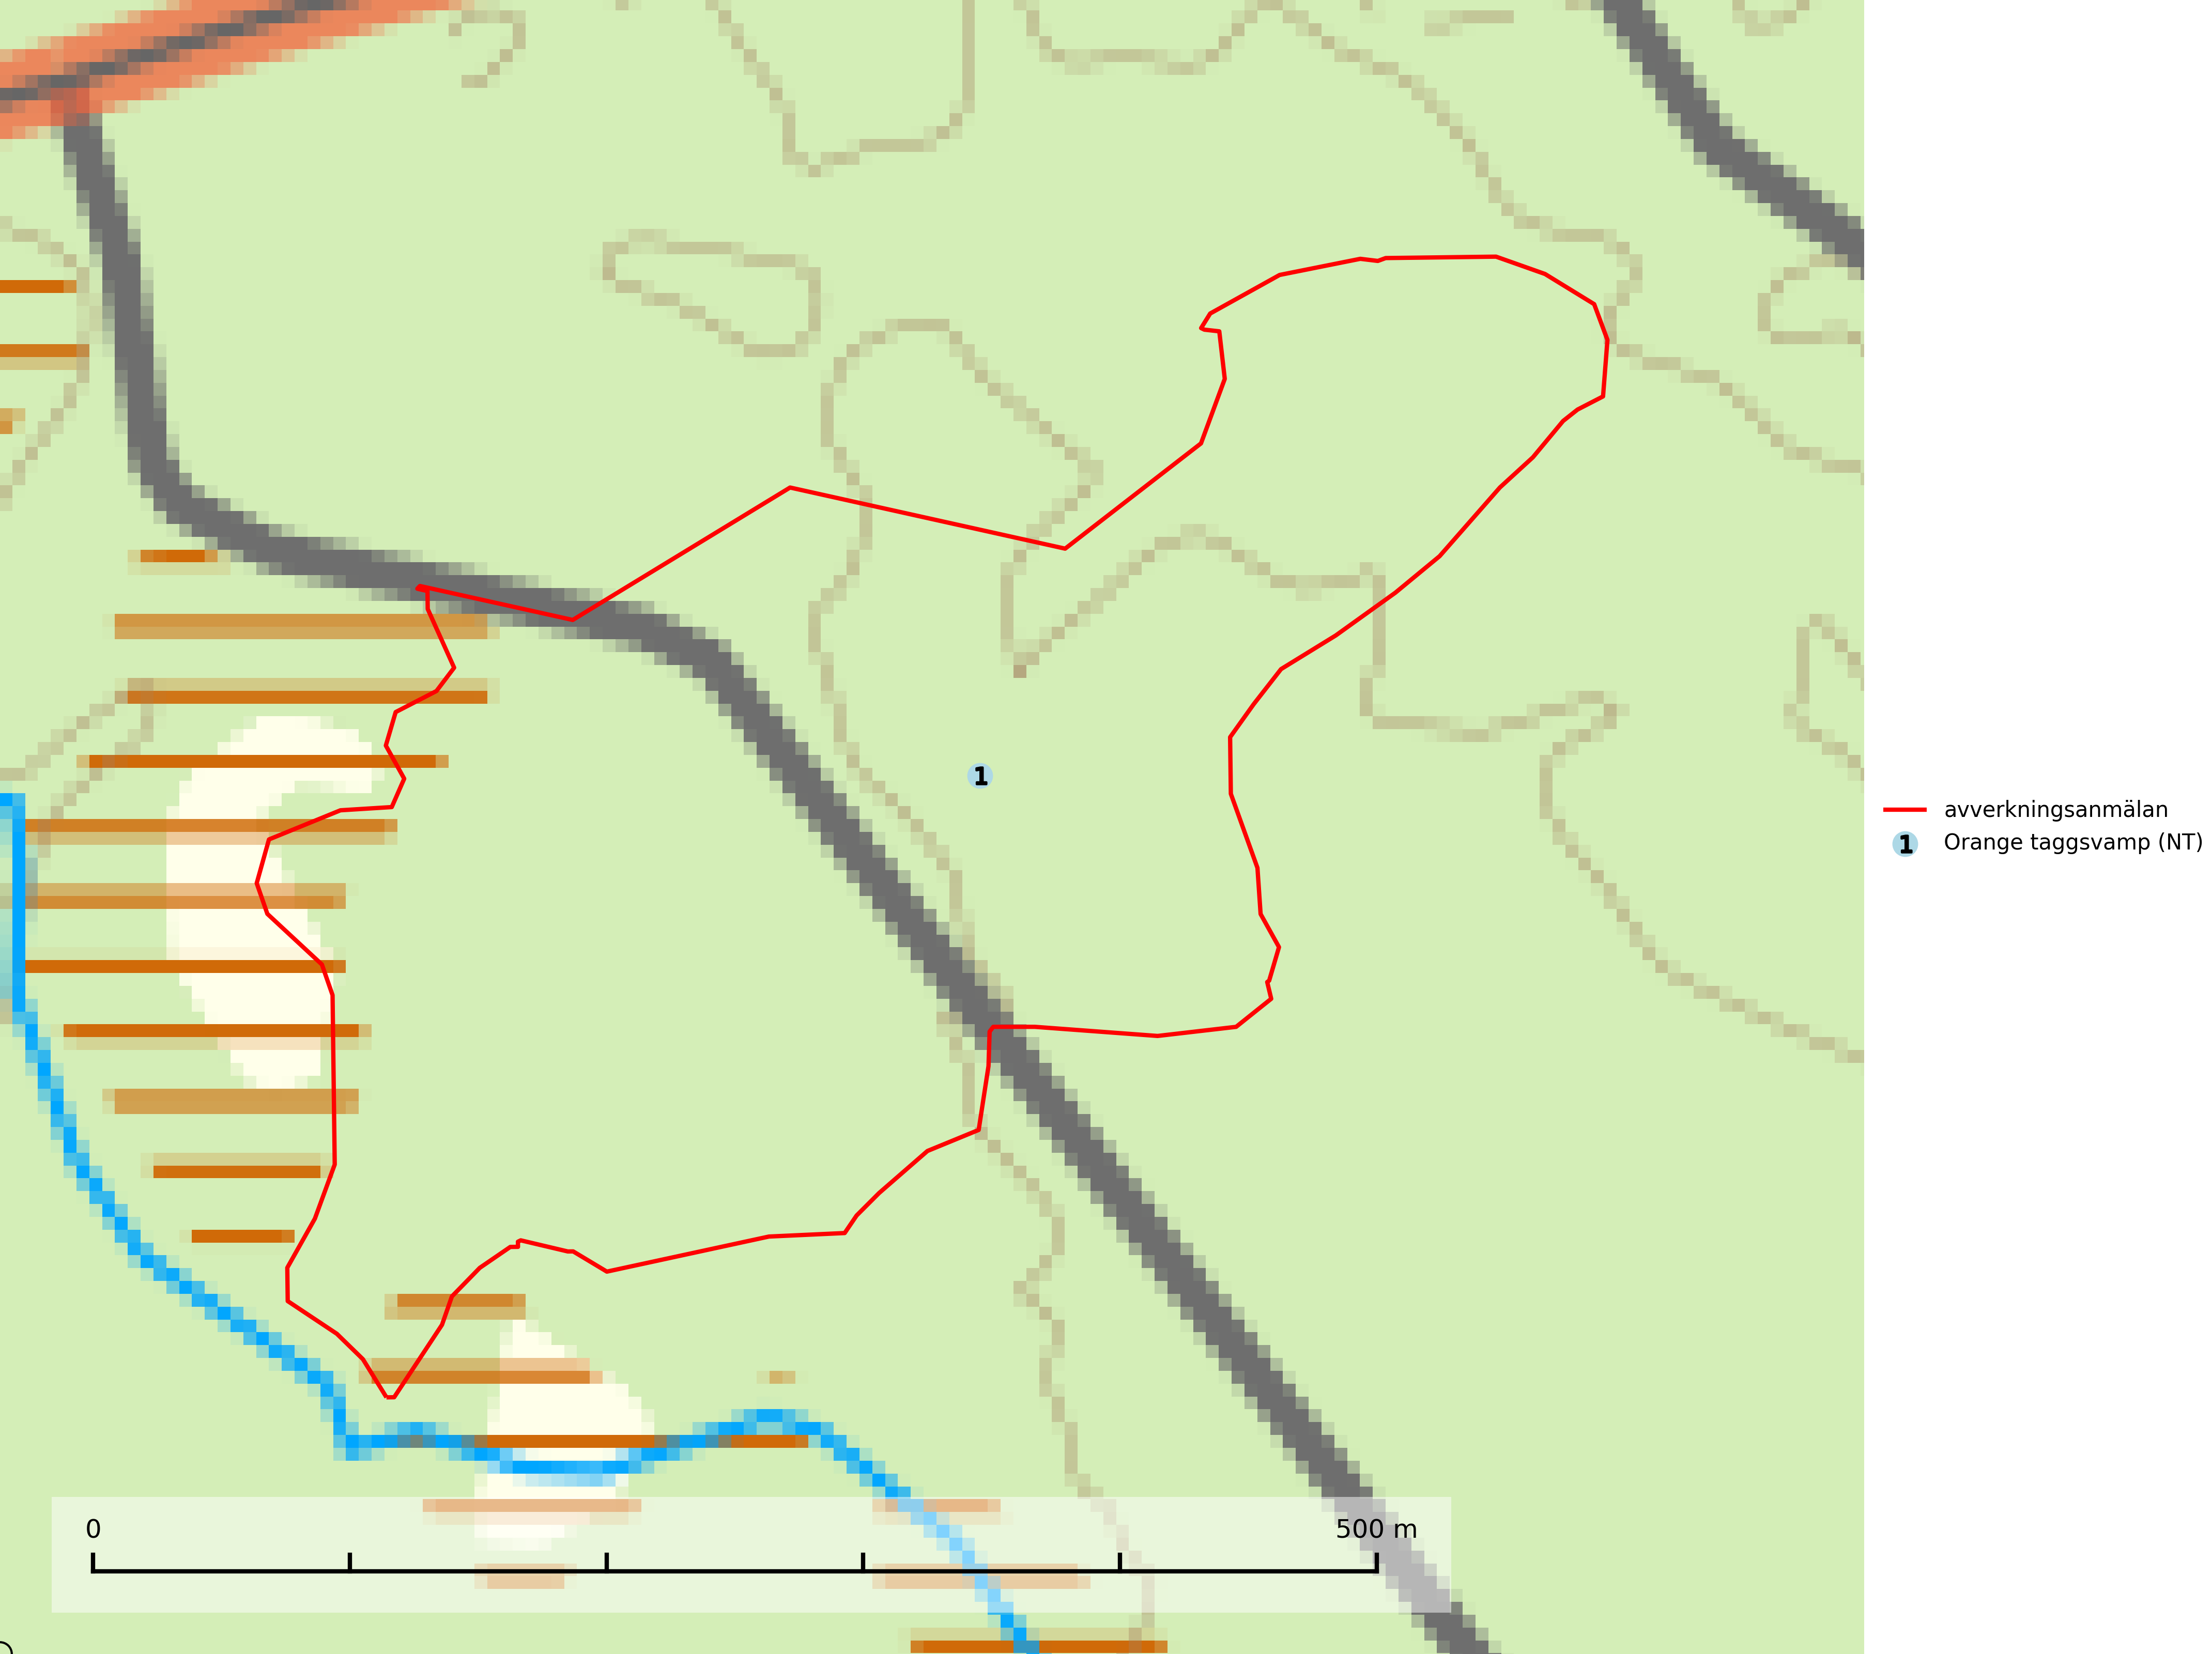 1
avverkningsanmälan
1 Orange taggsvamp (NT)
0 500 m